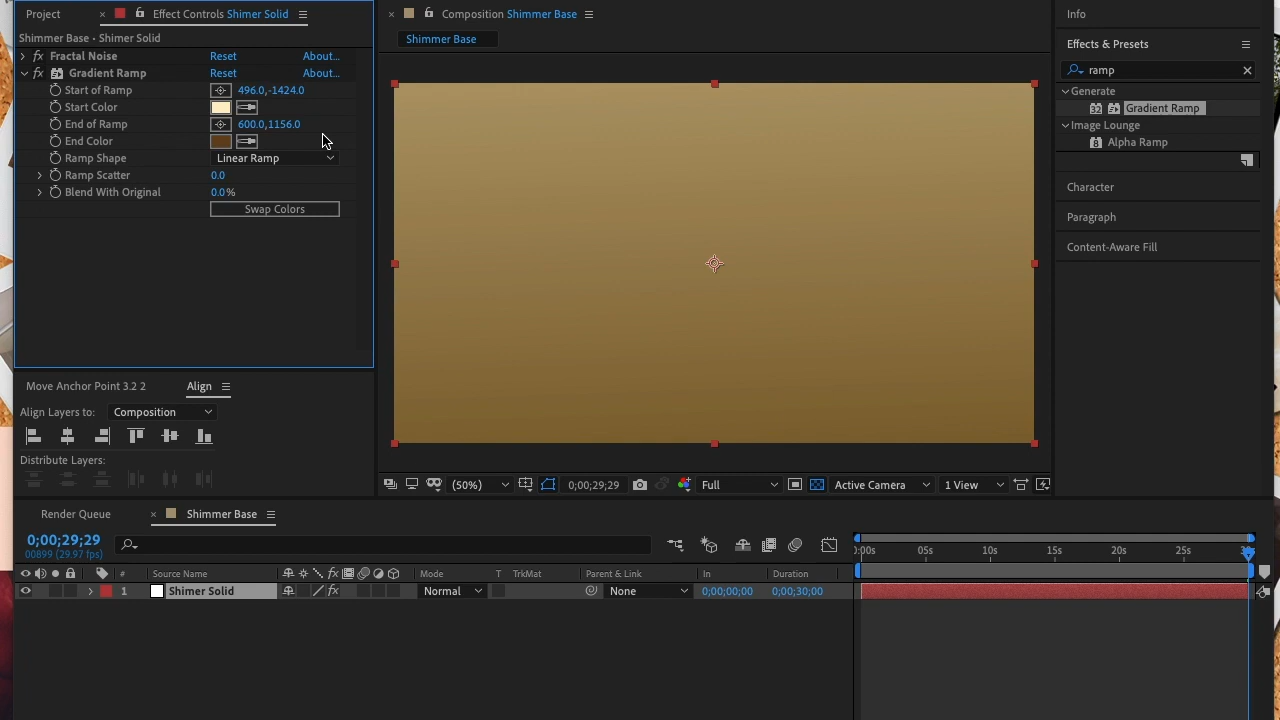 Project
Effect Controls Shimer Solid
Shimmer Base • Shimer Solid
Fractal Noise Reset About...
Gradient Ramp Reset About...
Start of Ramp 496.0,-1424.0
Start Color
End of Ramp 600.0,1156.0
End Color
Ramp Shape Linear Ramp
Ramp Scatter 0.0
Blend With Original 0.0%
Swap Colors
Move Anchor Point 3.2 2
Align
Align Layers to: Composition
Distribute Layers:
Composition Shimmer Base
Shimmer Base
(50%) 0;00;29;29 Full Active Camera 1 View
Info
Effects & Presets
ramp
Generate
32 Gradient Ramp
Image Lounge
8 Alpha Ramp
Character
Paragraph
Content-Aware Fill
Render Queue
Shimmer Base
0;00;29;29
00899 (29.97 fps)
0:00s 05s 10s 15s 20s 25s
# Source Name fx Mode T TrkMat Parent & Link In Duration
1 Shimer Solid fx Normal None 0;00;00;00 0;00;30;00